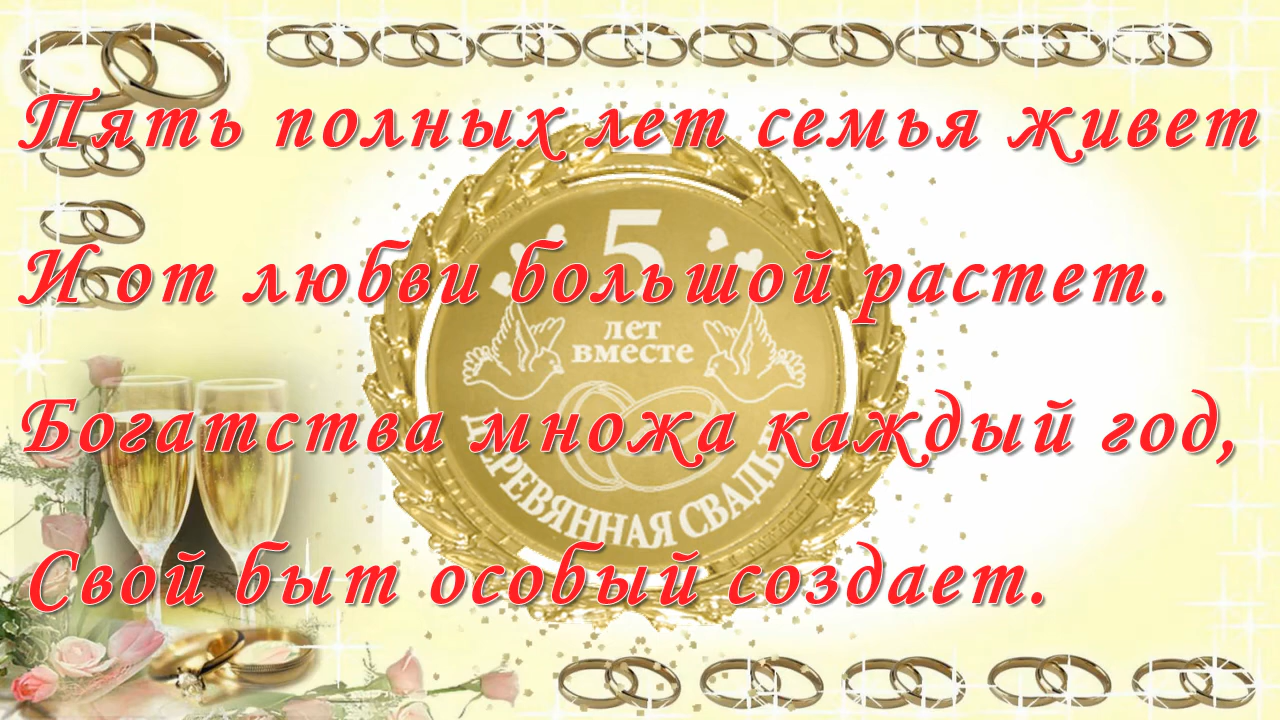 Пять полных лет семья живет
5
И от любви большой растет.
лет
вместе
Богатства множа каждый год,
ДЕРЕВЯННАЯ СВАДЬБА
Свой быт особый создает.